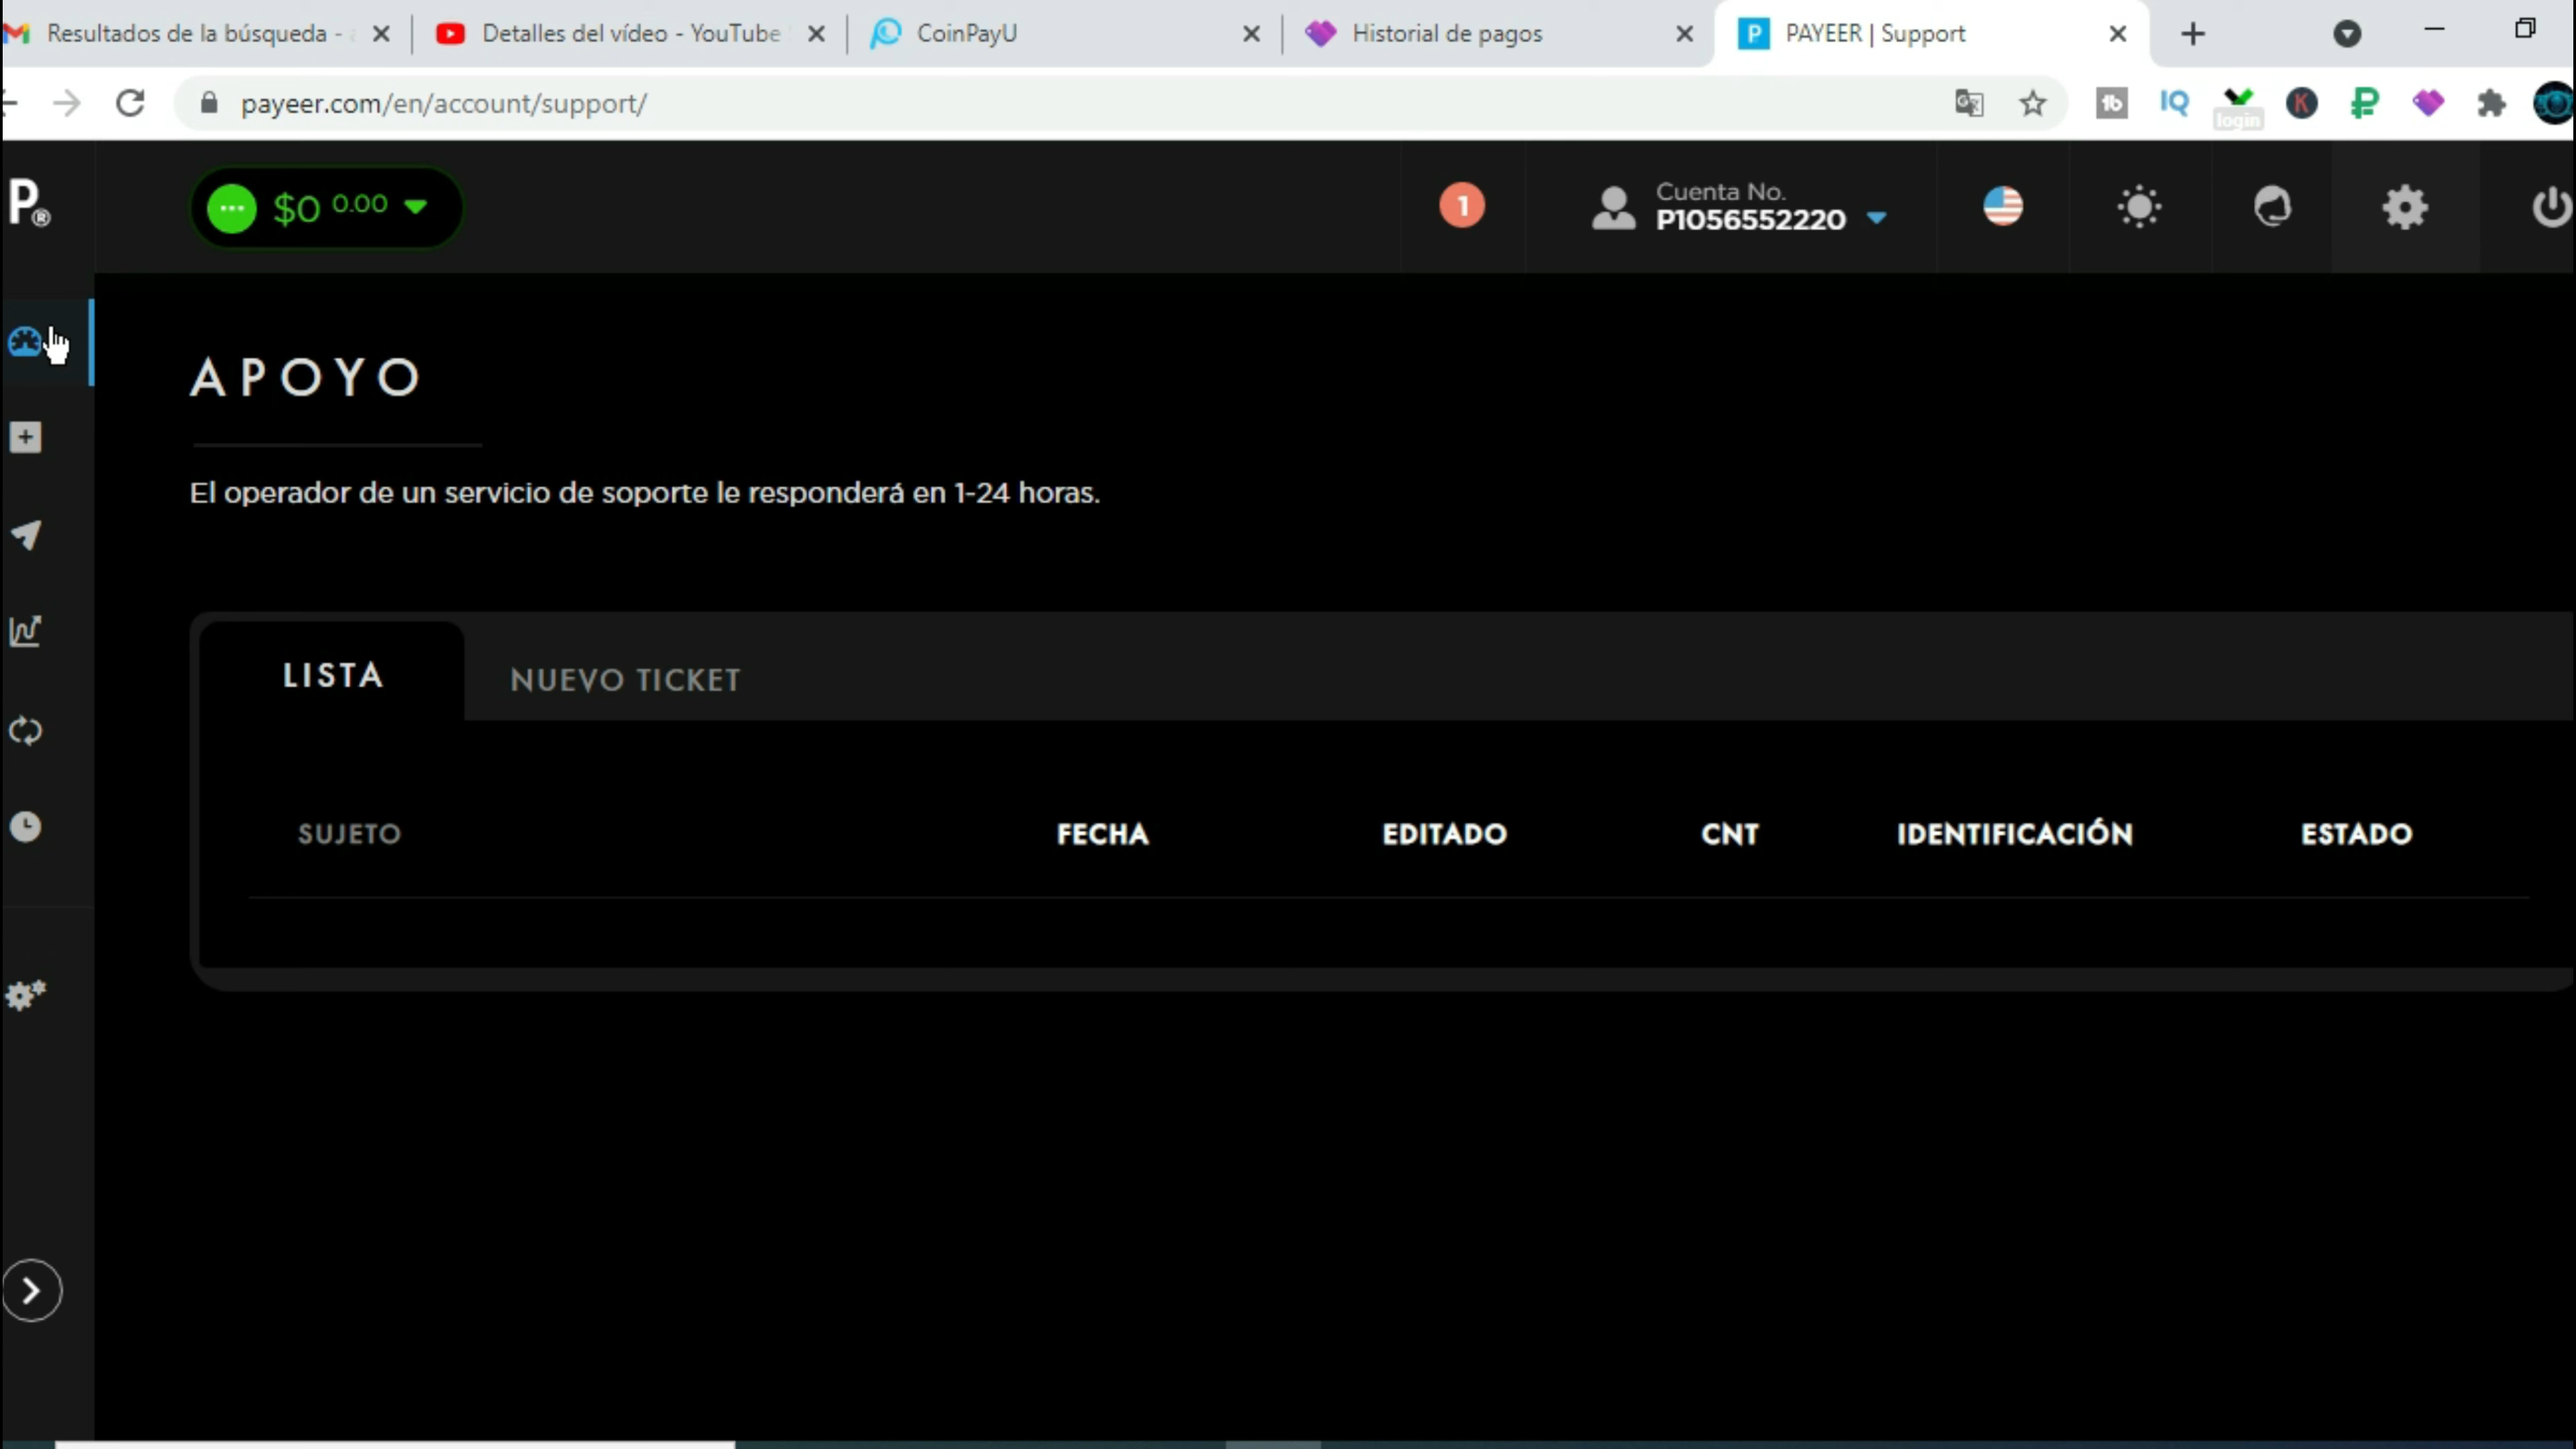 Resultados de la búsqueda -
Detalles del vídeo - YouTube
CoinPayU
Historial de pagos
PAYEER | Support
payeer.com/en/account/support/
login
$0 0.00
1
Cuenta No.
P1056552220
APOYO
El operador de un servicio de soporte le responderá en 1-24 horas.
LISTA
NUEVO TICKET
SUJETO
FECHA
EDITADO
CNT
IDENTIFICACIÓN
ESTADO